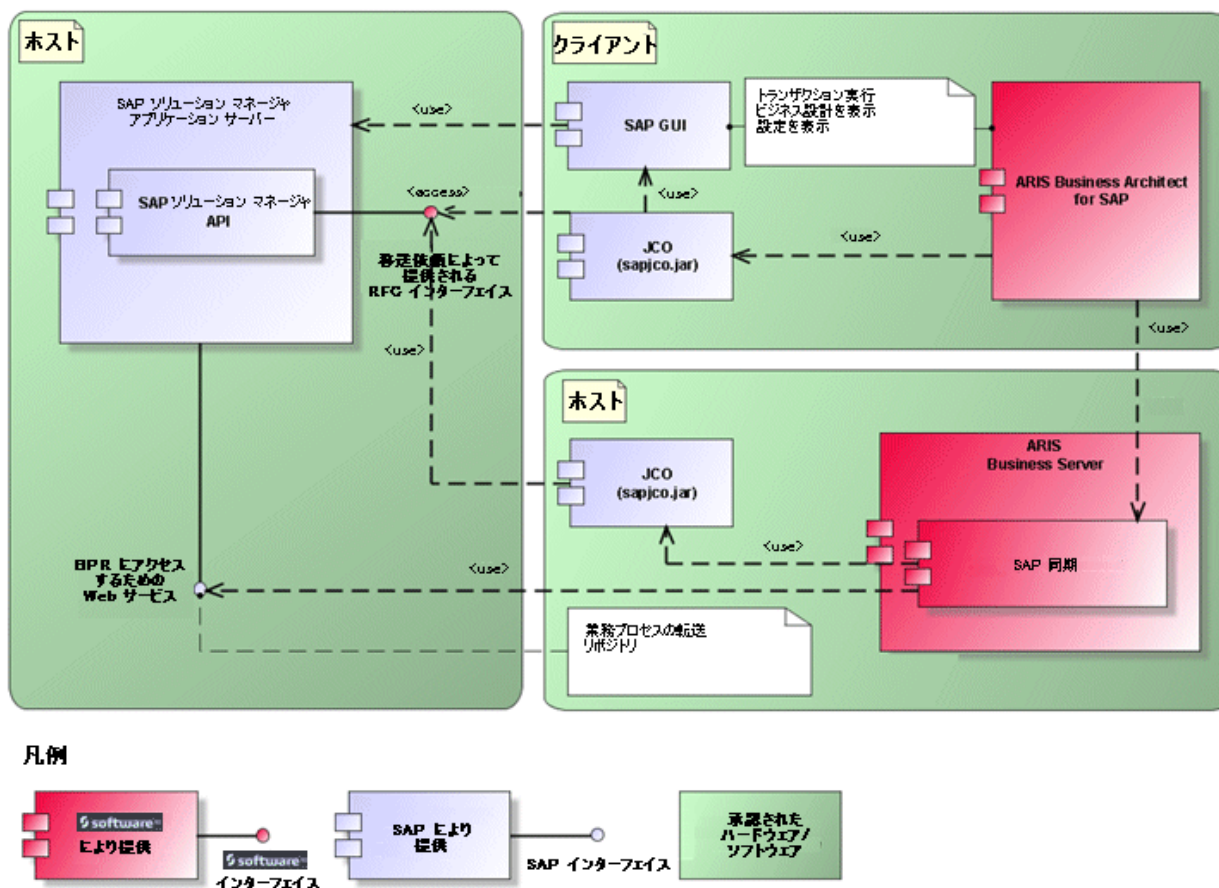 ホスト
SAP ソリューション マネージャ
アプリケーション サーバー
SAP ソリューション マネージャ
API
<use>
<access>
移送依頼によって
提供される
RFC インターフェイス
<use>
BPR にアクセス
するための
Web サービス
<use>
クライアント
SAP GUI
トランザクション実行
ビジネス設計を表示
設定を表示
ARIS Business Architect
for SAP
<use>
JCO
(sapjco.jar)
<use>
<use>
ホスト
JCO
(sapjco.jar)
ARIS
Business Server
<use>
SAP 同期
業務プロセスの転送
リポジトリ
凡例
software
により提供
software
インターフェイス
SAP により
提供
SAP インターフェイス
承認された
ハードウェア/
ソフトウェア